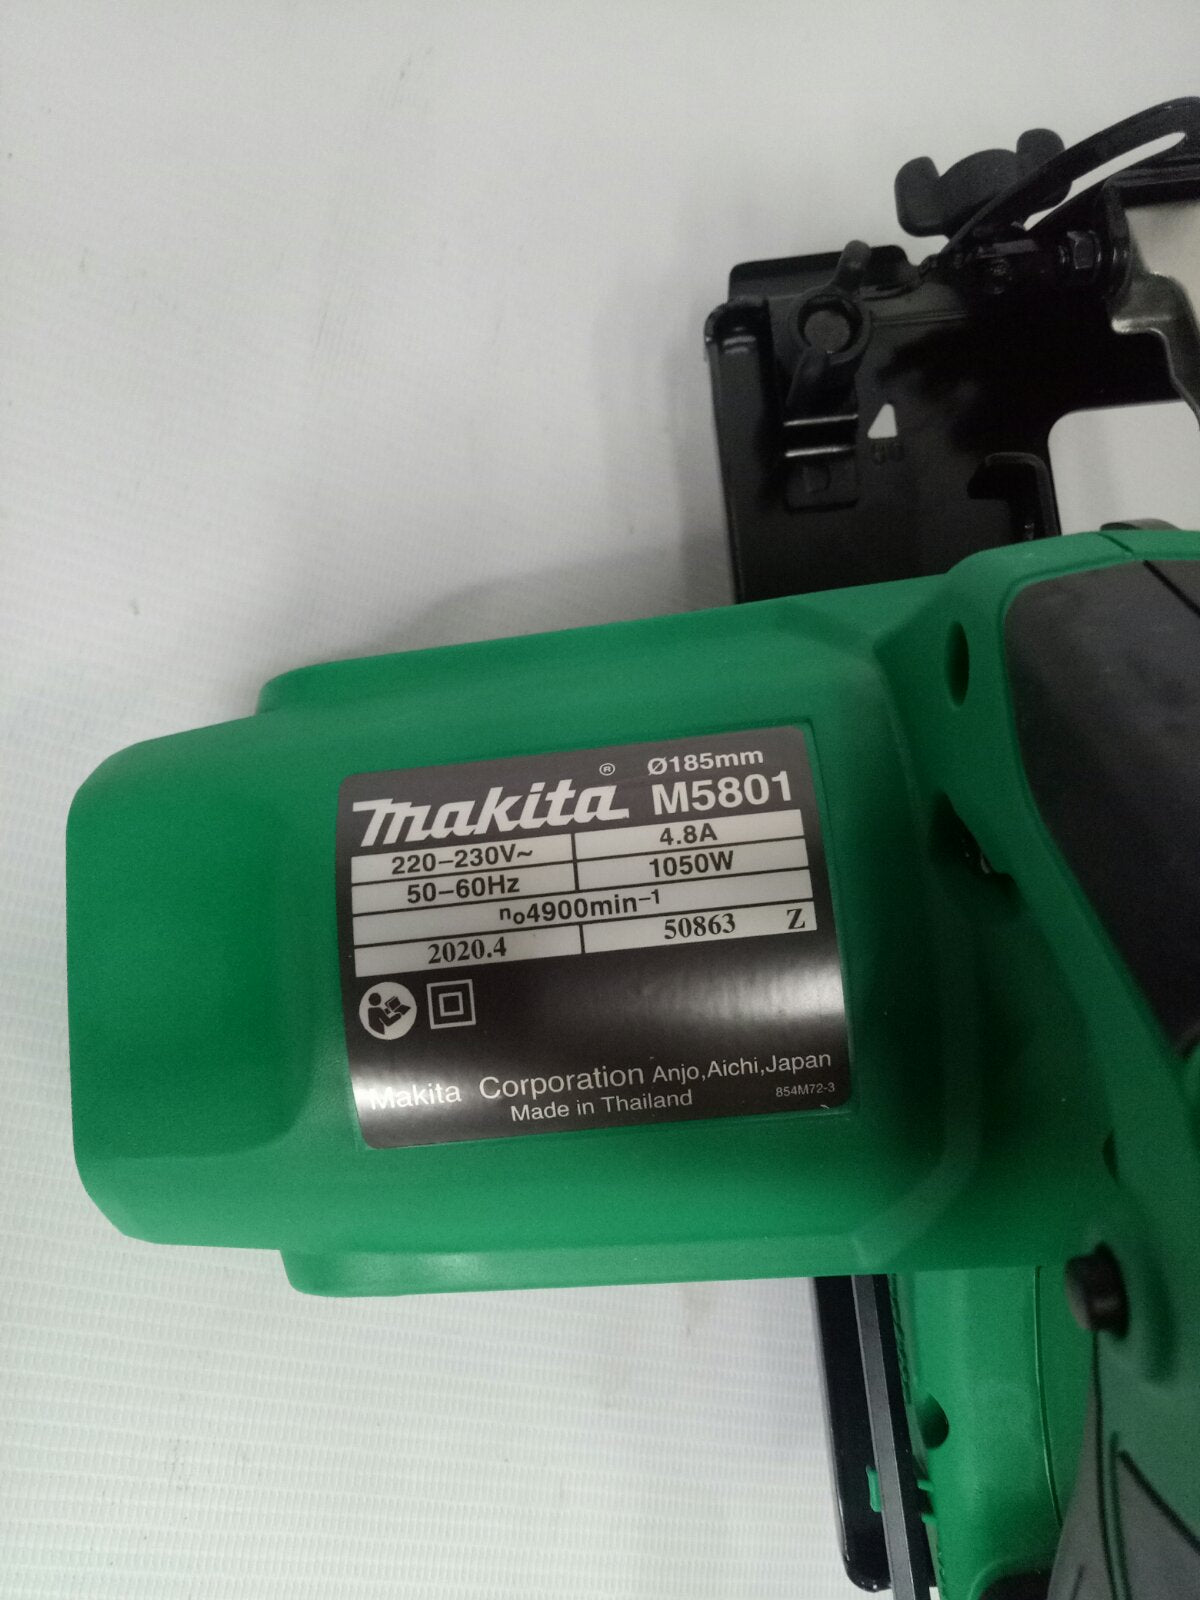 Ø185mm
makita® M5801
220–230V~ 4.8A
50–60Hz 1050W
no4900min⁻¹
2020.4 50863 Z
Makita Corporation Anjo,Aichi,Japan
Made in Thailand 854M72-3